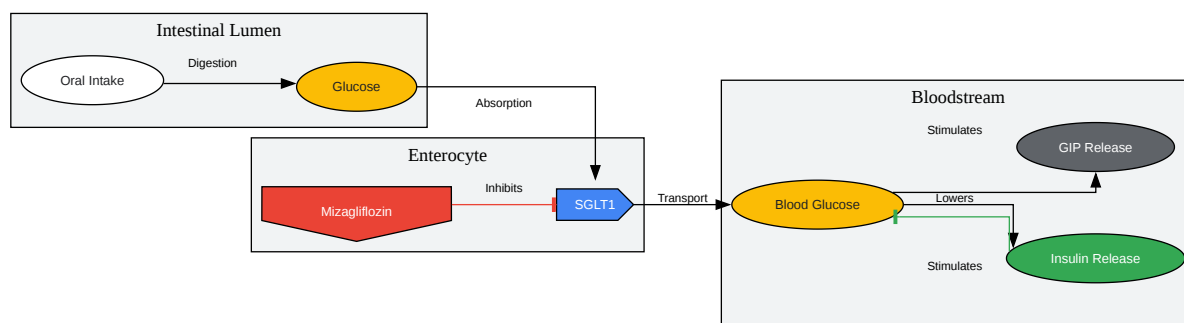 Intestinal Lumen
Oral Intake
Digestion
Glucose
Absorption
Enterocyte
Mizagliflozin
Inhibits
SGLT1
Transport
Bloodstream
Stimulates
GIP Release
Blood Glucose
Lowers
Stimulates
Insulin Release